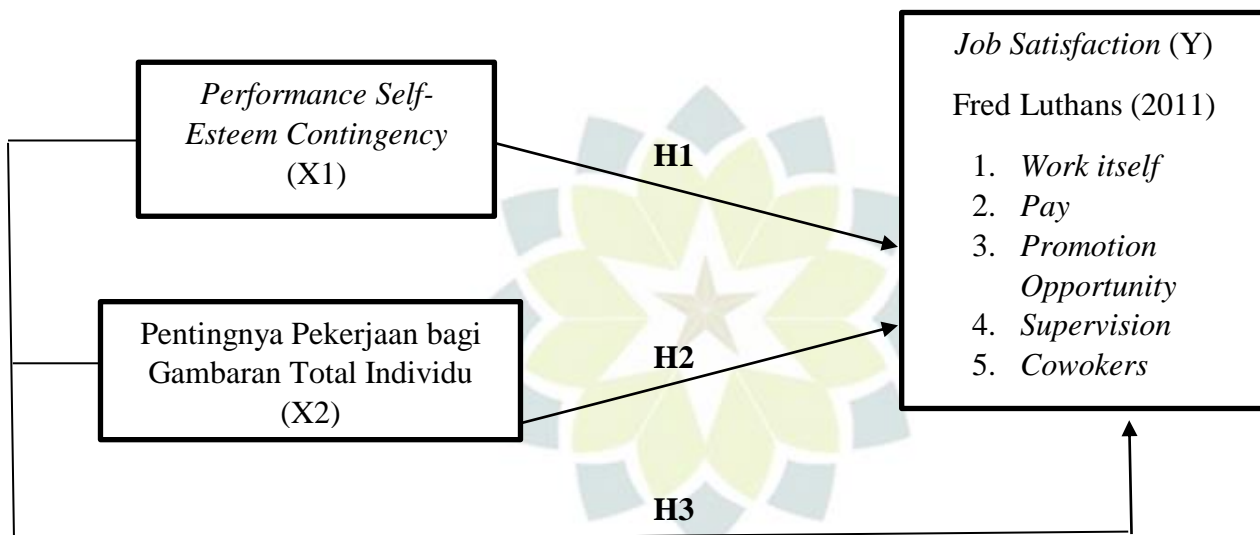 Performance Self-
Esteem Contingency
(X1)
Pentingnya Pekerjaan bagi
Gambaran Total Individu
(X2)
H1
H2
H3
Job Satisfaction (Y)
Fred Luthans (2011)
1. Work itself
2. Pay
3. Promotion
Opportunity
4. Supervision
5. Cowokers